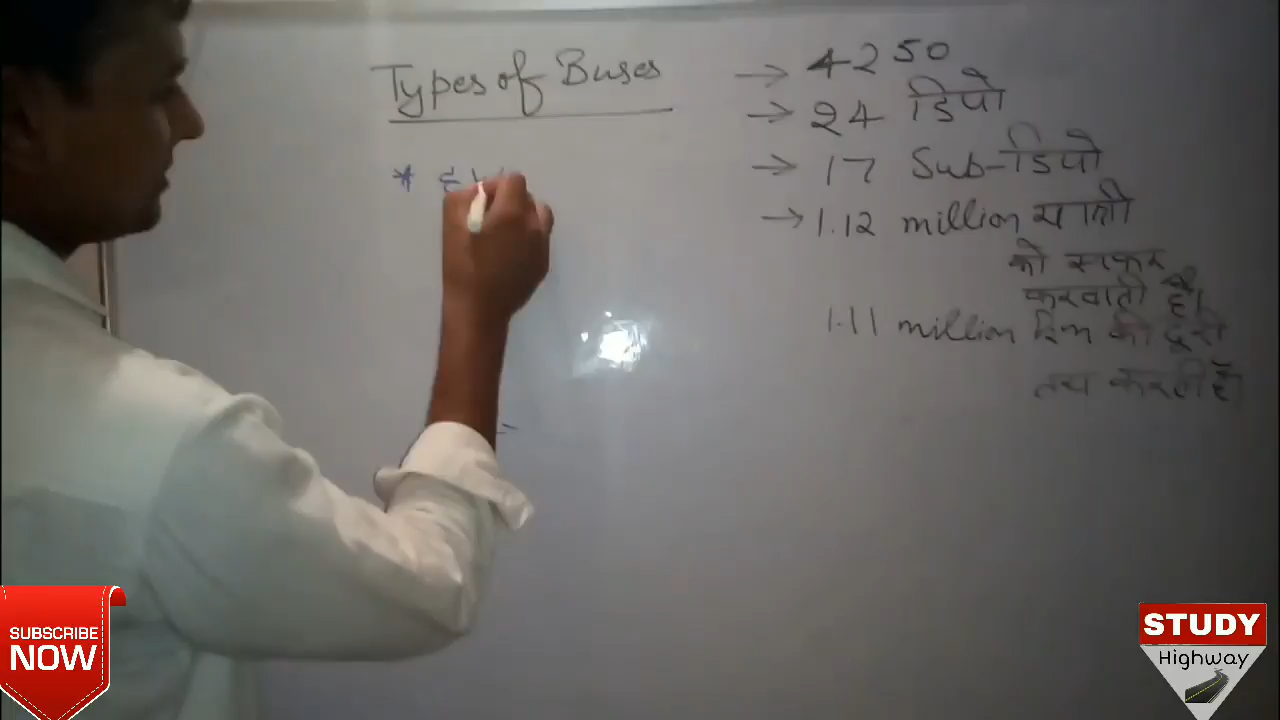 Types of Buses
*
→ 4250
→ 24 डिपो
→ 17 Sub-डिपो
→ 1.12 million यात्री
को सफर
करवाती है।
1.11 million किम की दूरी
तय करती है
SUBSCRIBE
NOW
STUDY
Highway